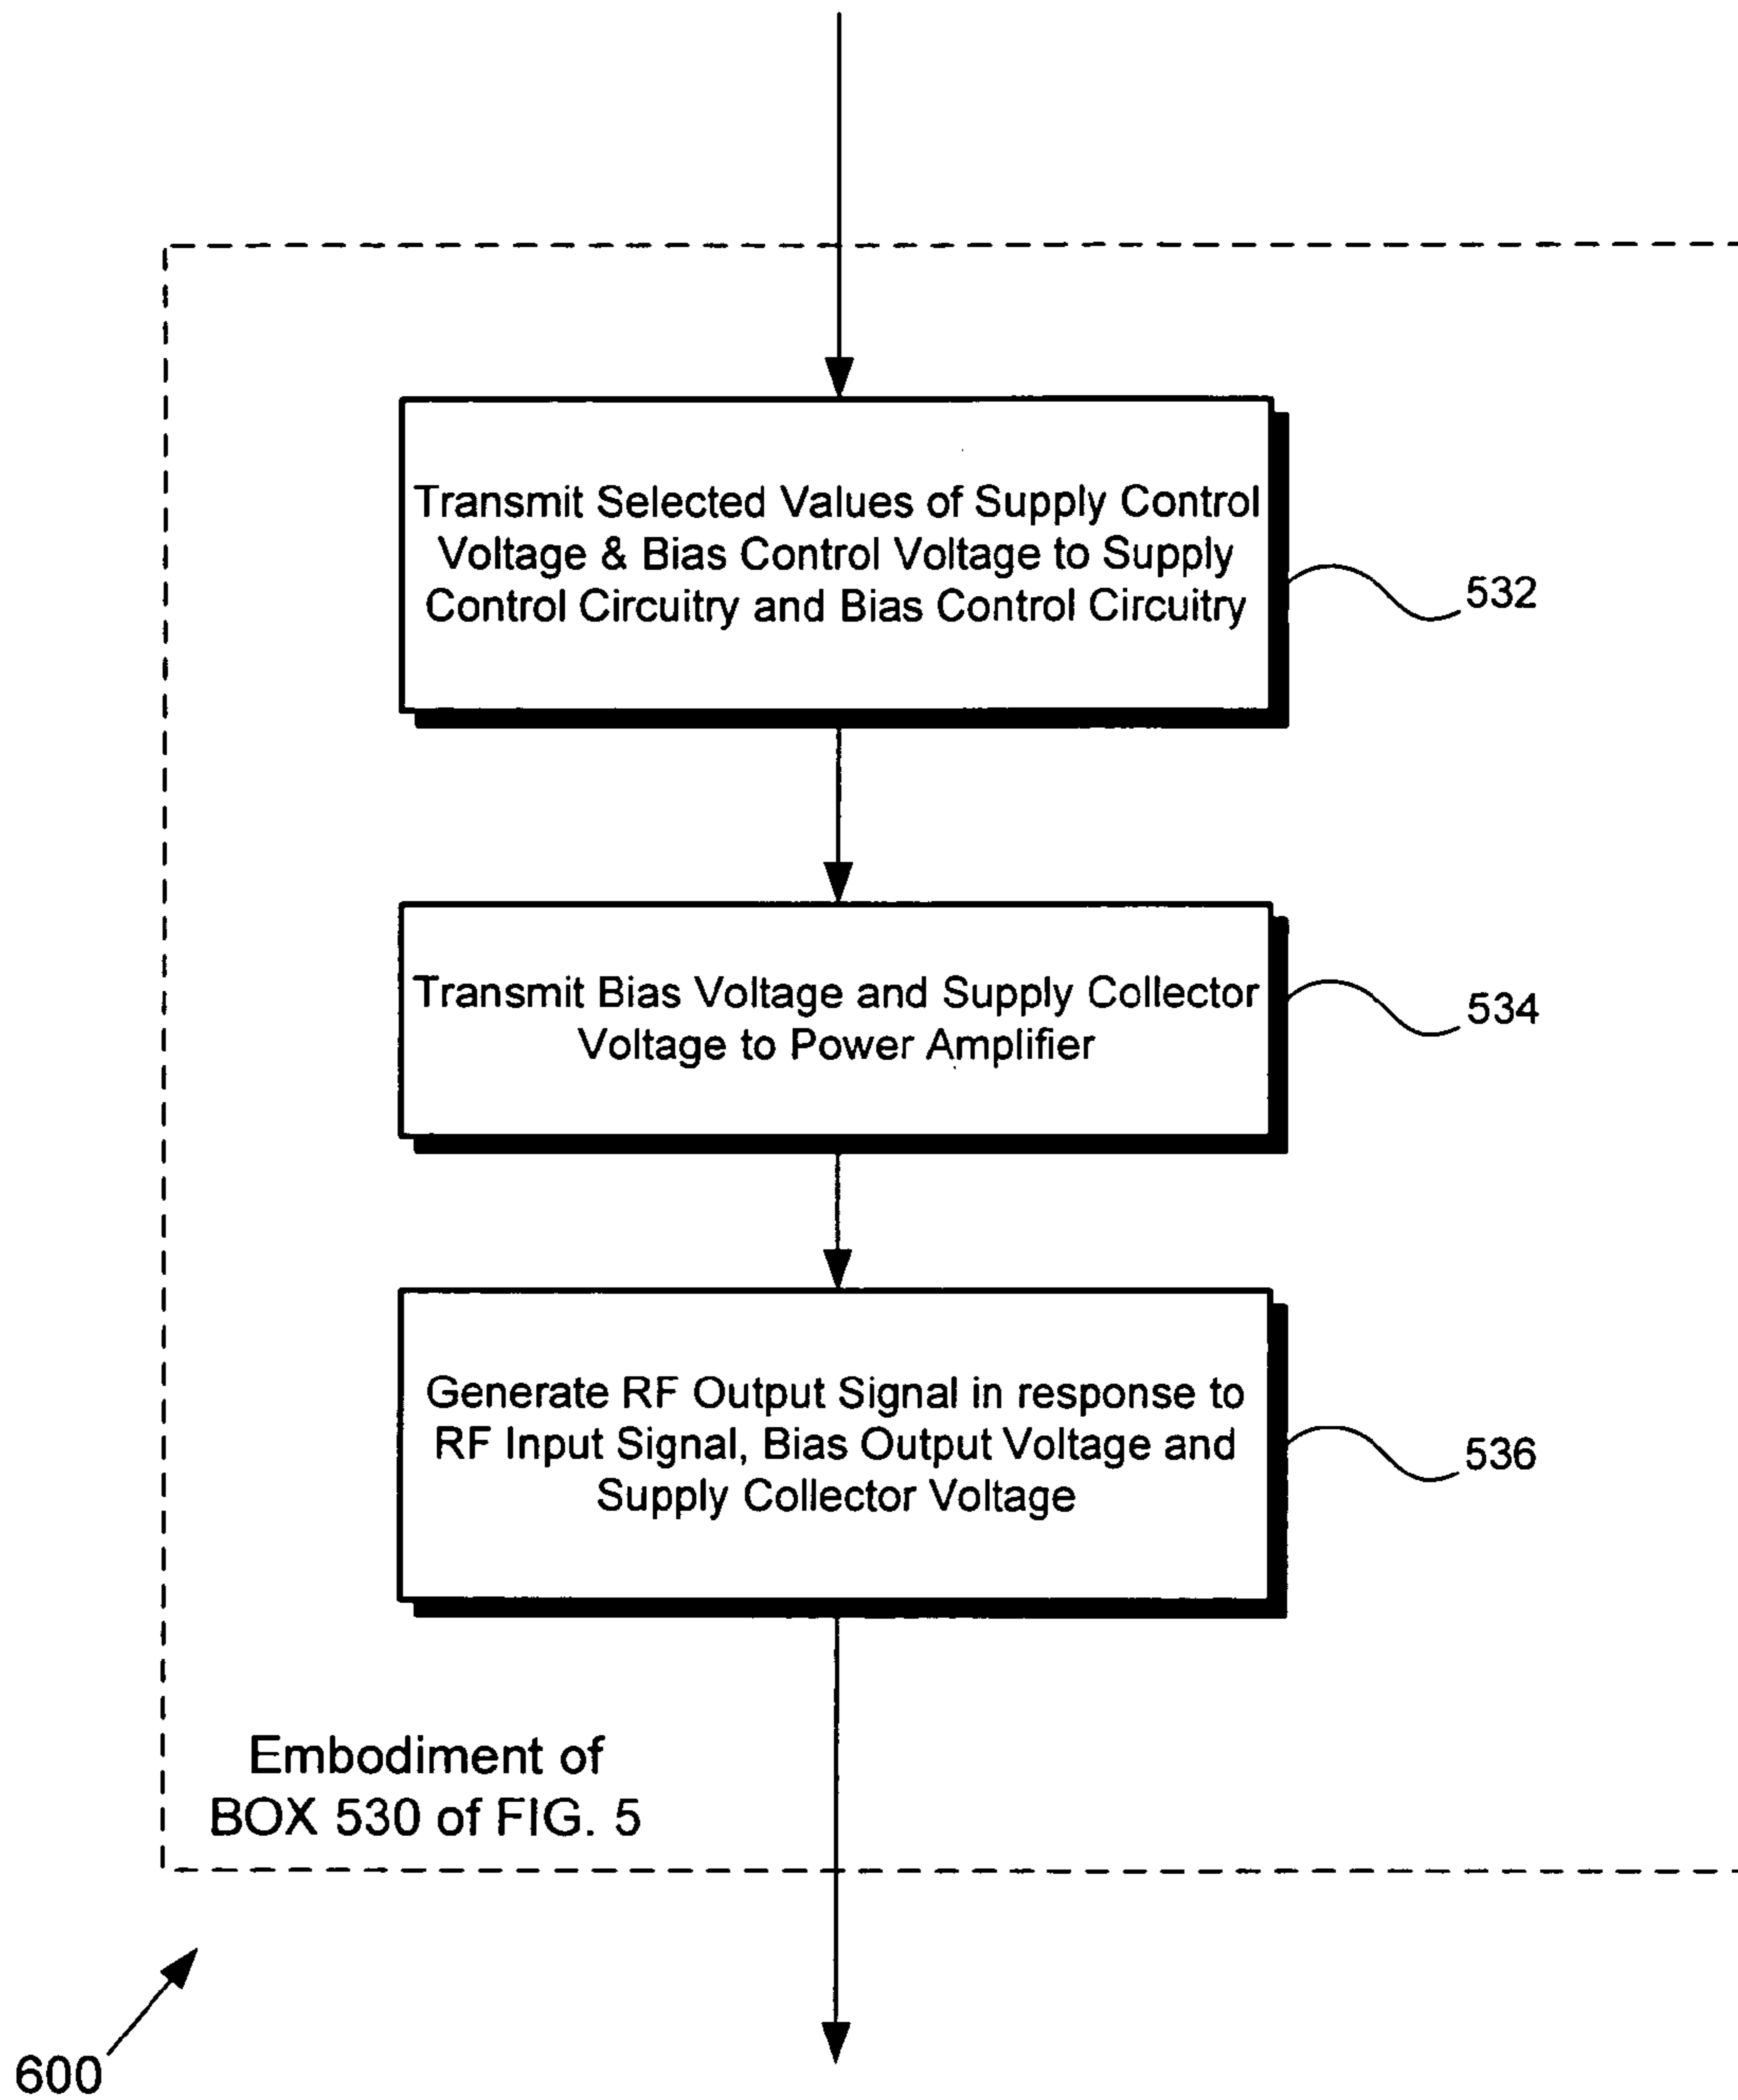 Transmit Selected Values of Supply Control
Voltage & Bias Control Voltage to Supply
Control Circuitry and Bias Control Circuitry
532
Transmit Bias Voltage and Supply Collector
Voltage to Power Amplifier
534
Generate RF Output Signal in response to
RF Input Signal, Bias Output Voltage and
Supply Collector Voltage
536
Embodiment of
BOX 530 of FIG. 5
600